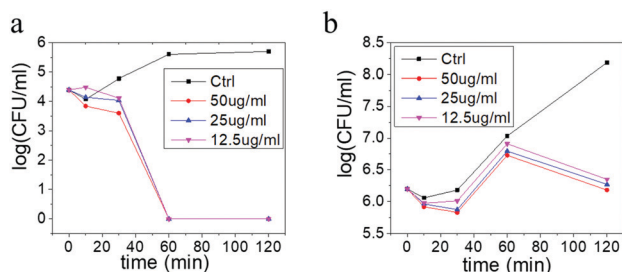 a
6
5
4
3
2
1
0
log(CFU/ml)
Ctrl
50ug/ml
25ug/ml
12.5ug/ml
0 20 40 60 80 100 120
time (min)
b
8.5
8.0
7.5
7.0
6.5
6.0
5.5
log(CFU/ml)
Ctrl
50ug/ml
25ug/ml
12.5ug/ml
0 20 40 60 80 100 120
time (min)